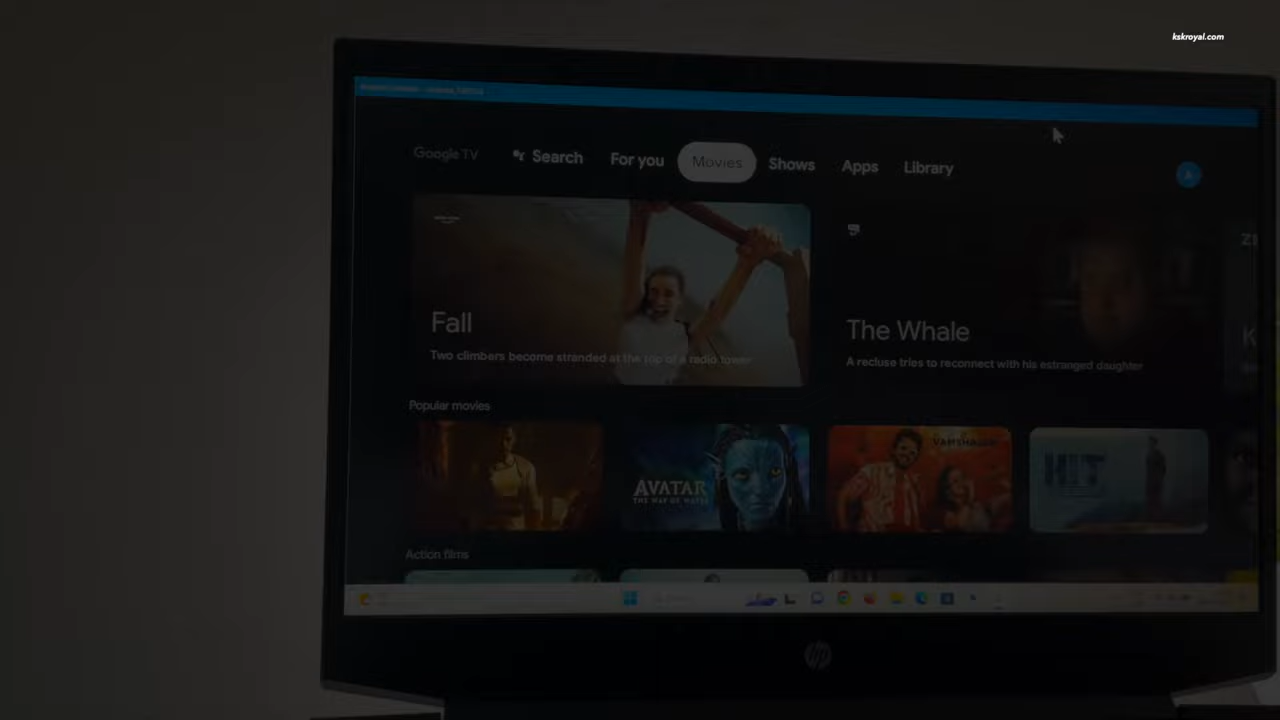 kskroyal.com
Google TV Search For you Movies Shows Apps Library
Fall
Two climbers become stranded at the top of a radio tower
The Whale
A recluse tries to reconnect with his estranged daughter
Popular movies
AVATAR
THE WAY OF WATER
HIT
Action films
hp